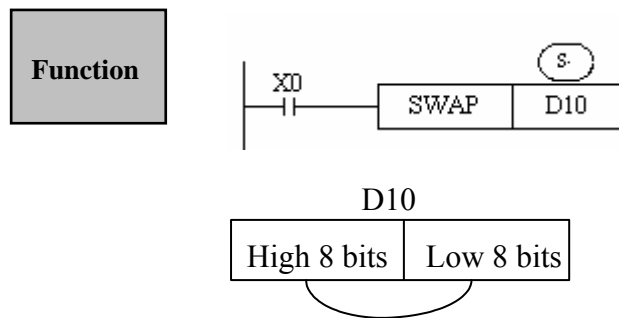 Function
S·
X0
SWAP D10
D10
High 8 bits Low 8 bits